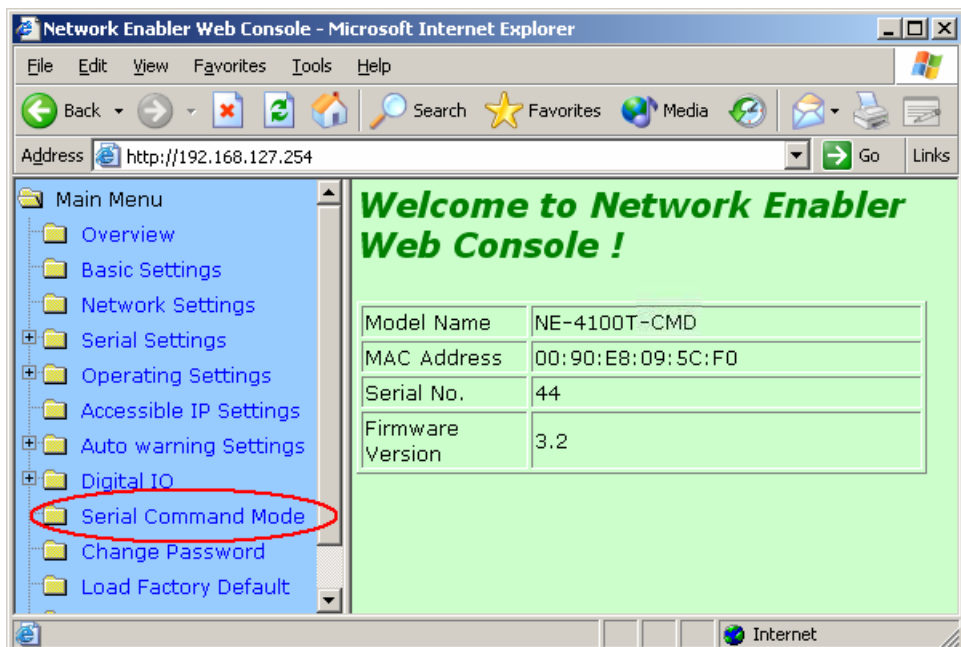 Network Enabler Web Console - Microsoft Internet Explorer
File Edit View Favorites Tools Help
Back Search Favorites Media
Address http://192.168.127.254 Go Links
Main Menu
Overview
Basic Settings
Network Settings
Serial Settings
Operating Settings
Accessible IP Settings
Auto warning Settings
Digital IO
Serial Command Mode
Change Password
Load Factory Default
Welcome to Network Enabler
Web Console !
Model Name NE-4100T-CMD
MAC Address 00:90:E8:09:5C:F0
Serial No. 44
Firmware
Version 3.2
Internet